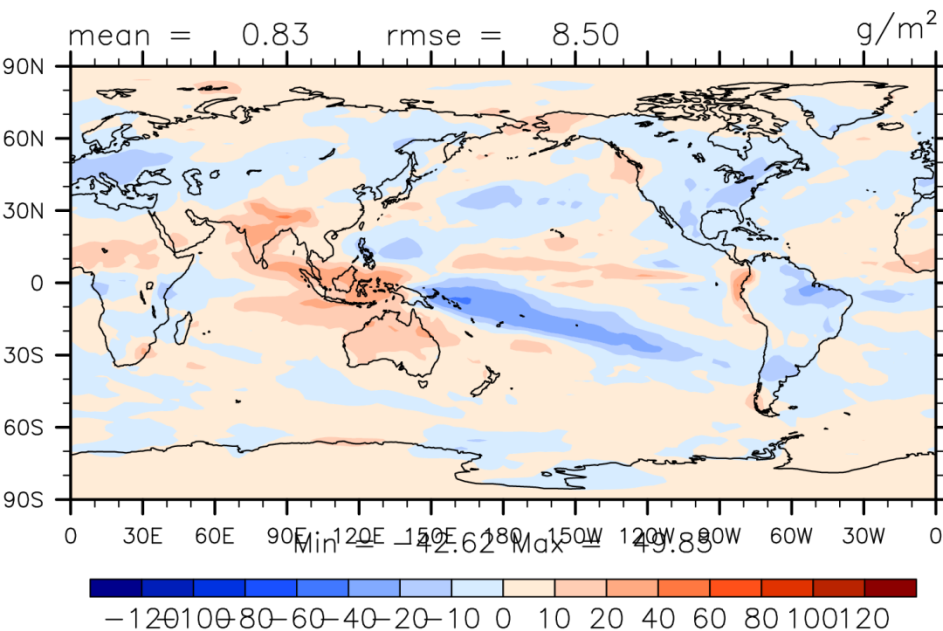 mean = 0.83 rmse = 8.50 g/m²
90N
60N
30N
0
30S
60S
90S
0 30E 60E 90E 120E 150E 180 150W 120W 90W 60W 30W 0
Min = -42.62 Max = 49.85
-120 -100 -80 -60 -40 -20 -10 0 10 20 40 60 80 100 120